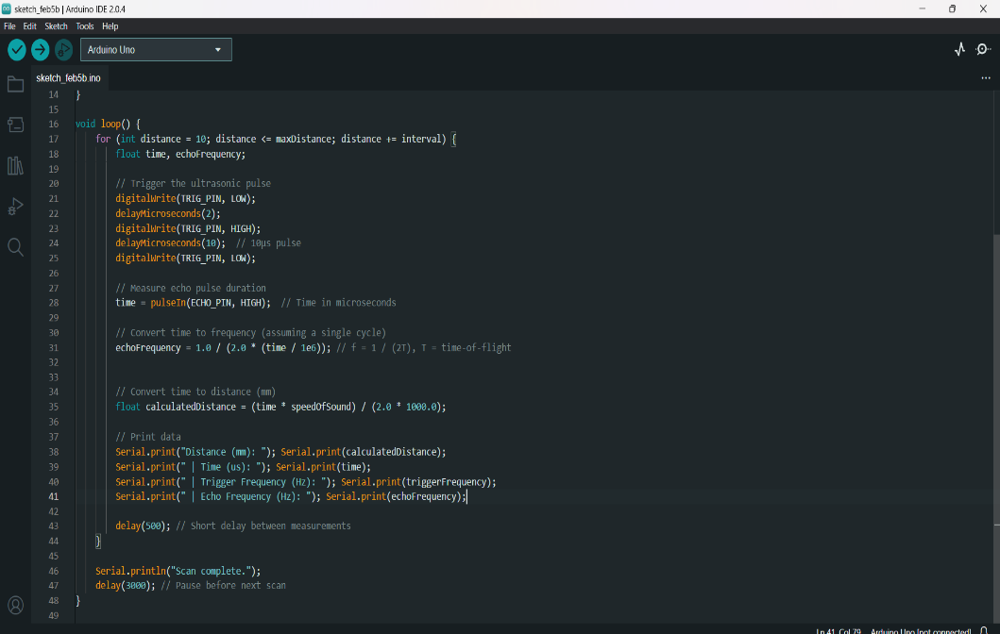 sketch_feb5b | Arduino IDE 2.0.4
File Edit Sketch Tools Help
Arduino Uno
sketch_feb5b.ino
14 }
15
16 void loop() {
17 for (int distance = 10; distance <= maxDistance; distance += interval) {
18 float time, echoFrequency;
19
20 // Trigger the ultrasonic pulse
21 digitalWrite(TRIG_PIN, LOW);
22 delayMicroseconds(2);
23 digitalWrite(TRIG_PIN, HIGH);
24 delayMicroseconds(10); // 10µs pulse
25 digitalWrite(TRIG_PIN, LOW);
26
27 // Measure echo pulse duration
28 time = pulseIn(ECHO_PIN, HIGH); // Time in microseconds
29
30 // Convert time to frequency (assuming a single cycle)
31 echoFrequency = 1.0 / (2.0 * (time / 1e6)); // f = 1 / (2T), T = time-of-flight
32
33
34 // Convert time to distance (mm)
35 float calculatedDistance = (time * speedOfSound) / (2.0 * 1000.0);
36
37 // Print data
38 Serial.print("Distance (mm): "); Serial.print(calculatedDistance);
39 Serial.print(" | Time (us): "); Serial.print(time);
40 Serial.print(" | Trigger Frequency (Hz): "); Serial.print(triggerFrequency);
41 Serial.print(" | Echo Frequency (Hz): "); Serial.print(echoFrequency);
42
43 delay(500); // Short delay between measurements
44 }
45
46 Serial.println("Scan complete.");
47 delay(3000); // Pause before next scan
48 }
49
Ln 41, Col 79 Arduino Uno [not connected]